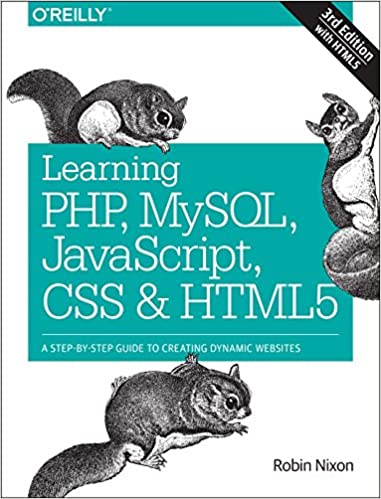 O'REILLY®
3rd Edition
with HTML5
Learning
PHP, MySQL,
JavaScript,
CSS & HTML5
A STEP-BY-STEP GUIDE TO CREATING DYNAMIC WEBSITES
Robin Nixon